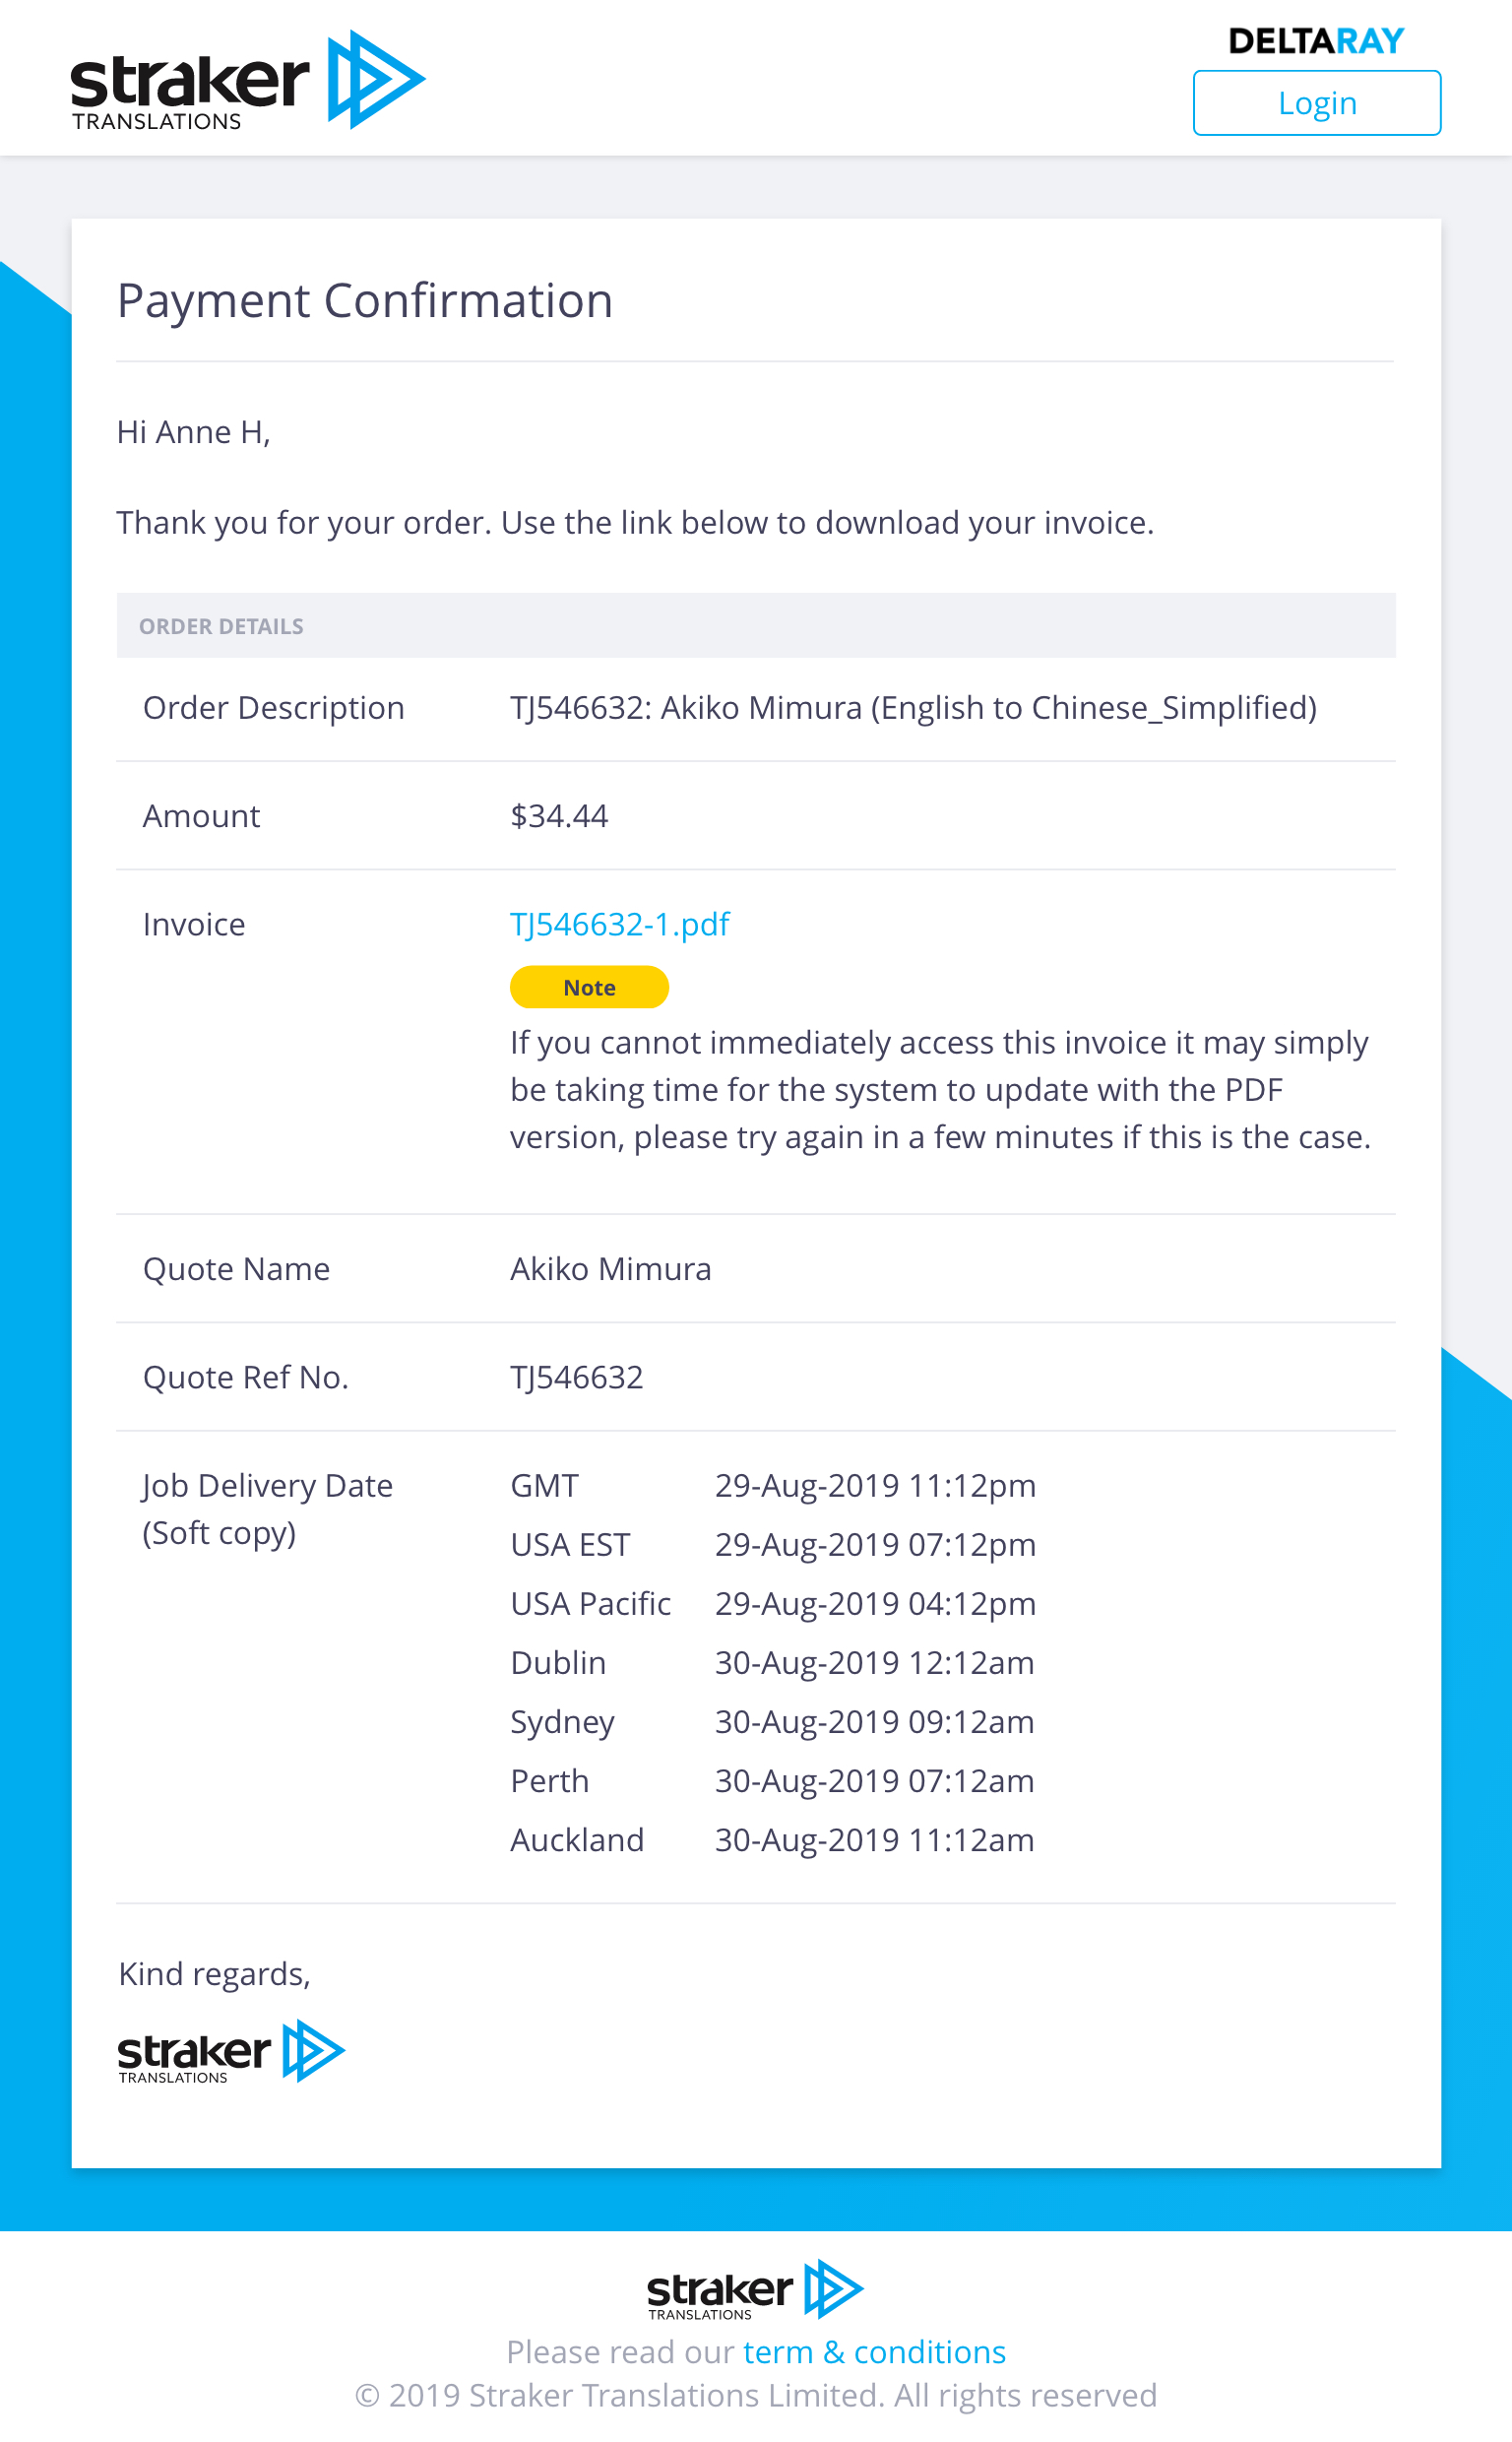 straker
TRANSLATIONS
DELTARAY
Login
Payment Confirmation
Hi Anne H,
Thank you for your order. Use the link below to download your invoice.
ORDER DETAILS
Order Description TJ546632: Akiko Mimura (English to Chinese_Simplified)
Amount $34.44
Invoice TJ546632-1.pdf
Note
If you cannot immediately access this invoice it may simply
be taking time for the system to update with the PDF
version, please try again in a few minutes if this is the case.
Quote Name Akiko Mimura
Quote Ref No. TJ546632
Job Delivery Date GMT 29-Aug-2019 11:12pm
(Soft copy)
USA EST 29-Aug-2019 07:12pm
USA Pacific 29-Aug-2019 04:12pm
Dublin 30-Aug-2019 12:12am
Sydney 30-Aug-2019 09:12am
Perth 30-Aug-2019 07:12am
Auckland 30-Aug-2019 11:12am
Kind regards,
straker
TRANSLATIONS
straker
TRANSLATIONS
Please read our term & conditions
© 2019 Straker Translations Limited. All rights reserved